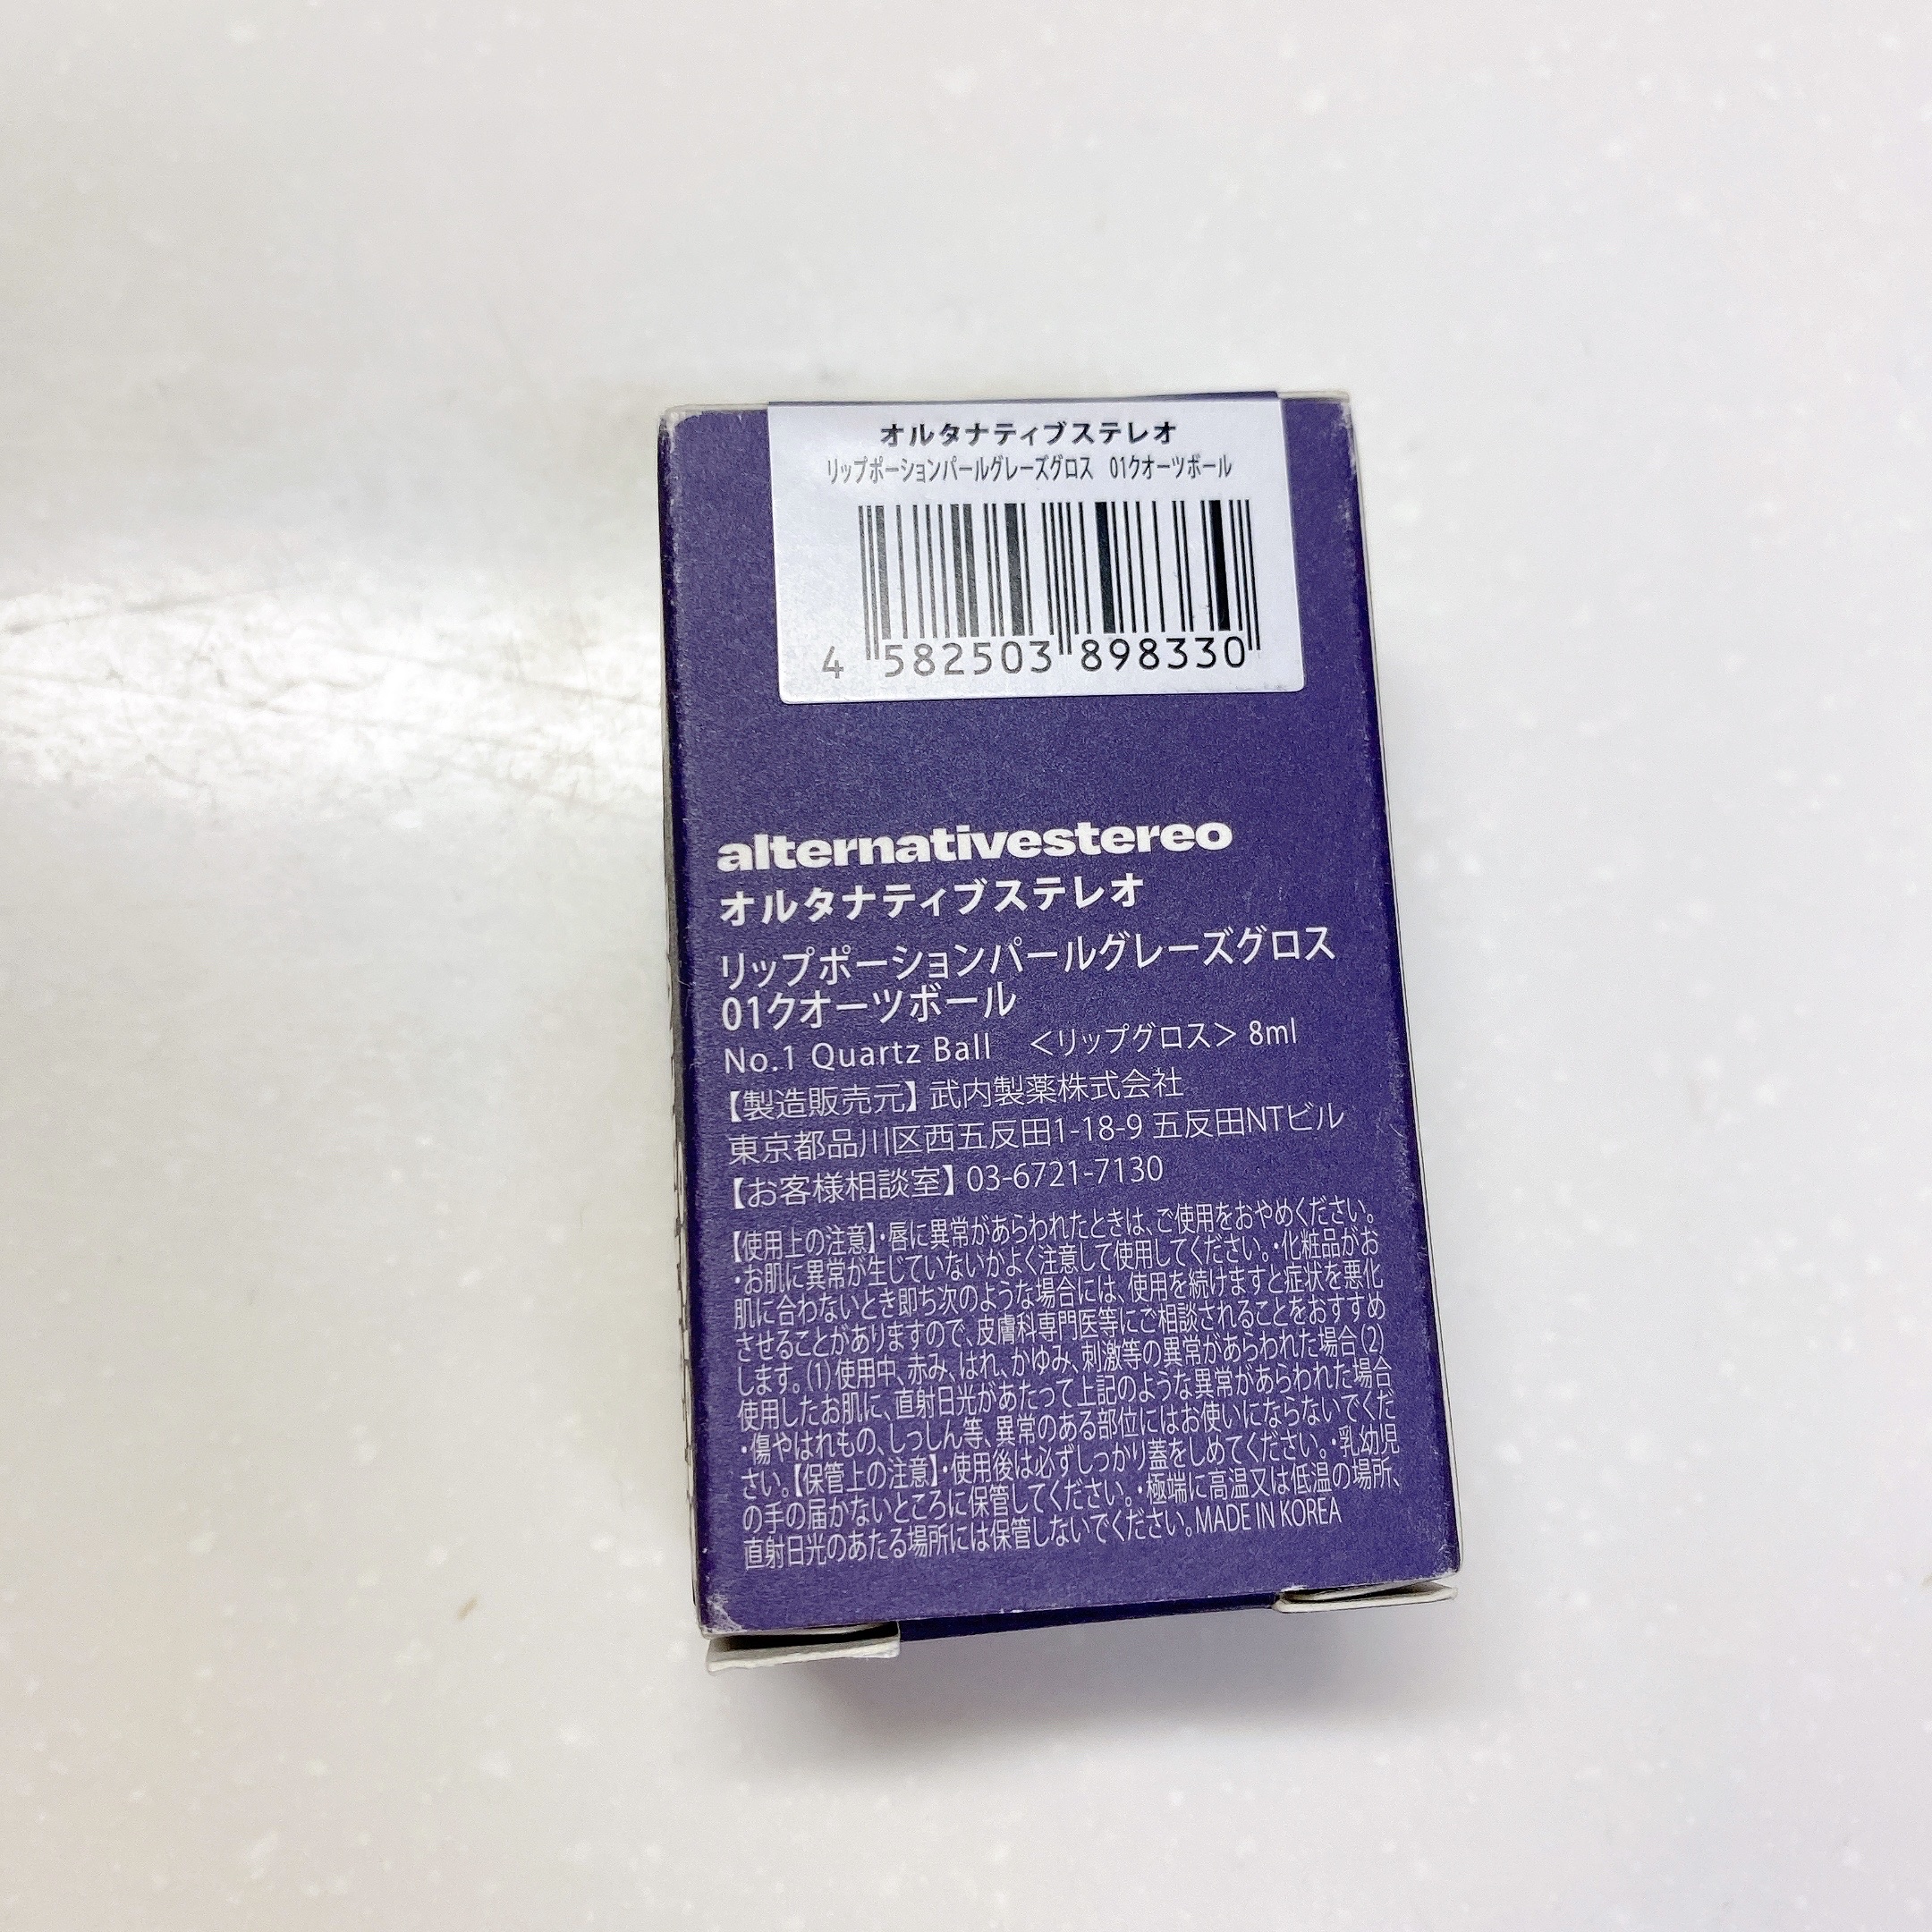 オルタナティブステレオ
リップポーションパールグレーズグロス 01クオーツボール
4 582503 898330
alternativestereo
オルタナティブステレオ
リップポーションパールグレーズグロス
01クオーツボール
No.1 Quartz Ball <リップグロス> 8ml
【製造販売元】武内製薬株式会社
東京都品川区西五反田1-18-9 五反田NTビル
【お客様相談室】03-6721-7130
【使用上の注意】・唇に異常があらわれたときは、ご使用をおやめください。
・お肌に異常が生じていないかよく注意して使用してください。・化粧品がお
肌に合わないとき即ち次のような場合には、使用を続けますと症状を悪化
させることがありますので、皮膚科専門医等にご相談されることをおすすめ
します。(1)使用中、赤み、はれ、かゆみ、刺激等の異常があらわれた場合(2)
使用したお肌に、直射日光があたって上記のような異常があらわれた場合
・傷やはれもの、しっしん等、異常のある部位にはお使いにならないでくだ
さい。【保管上の注意】・使用後は必ずしっかり蓋をしめてください。・乳幼児
の手の届かないところに保管してください。・極端に高温又は低温の場所、
直射日光のあたる場所には保管しないでください。MADE IN KOREA